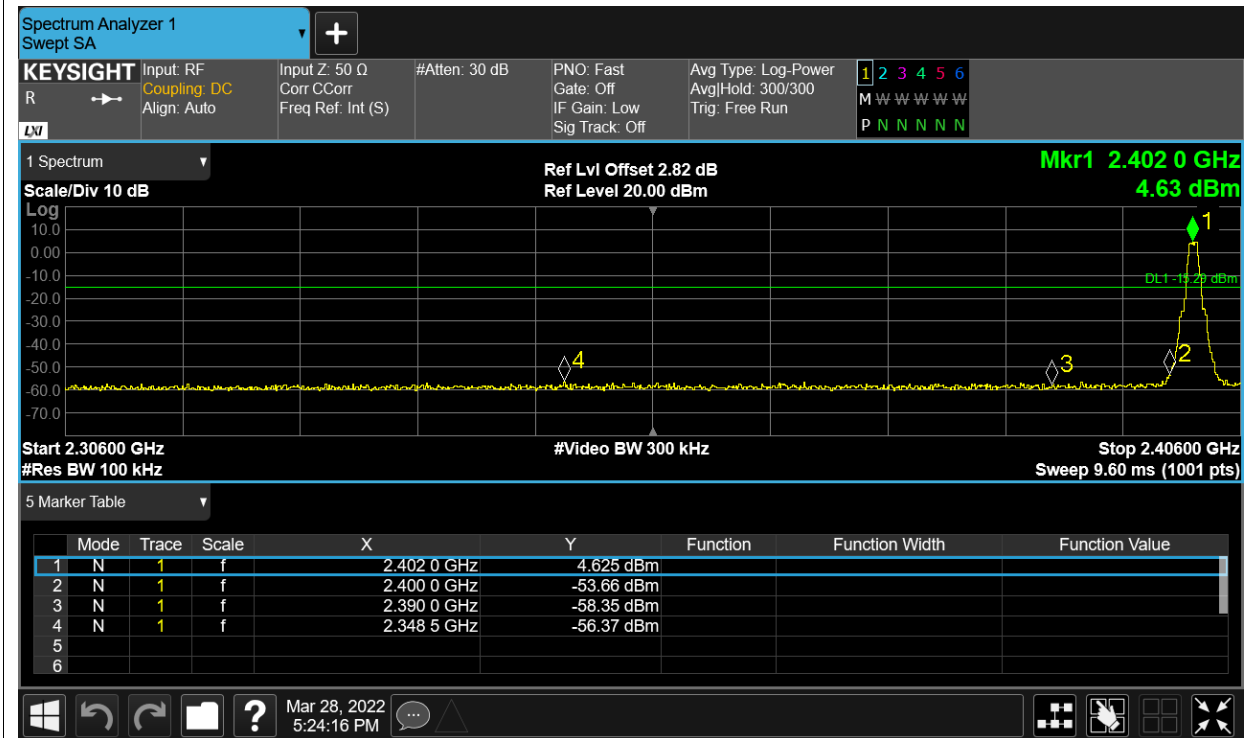 Spectrum Analyzer 1
Swept SA
+
KEYSIGHT
R
LXI
Input: RF
Coupling: DC
Align: Auto
Input Z: 50 Ω
Corr CCorr
Freq Ref: Int (S)
#Atten: 30 dB
PNO: Fast
Gate: Off
IF Gain: Low
Sig Track: Off
Avg Type: Log-Power
Avg|Hold: 300/300
Trig: Free Run
1 2 3 4 5 6
M W W W W W
P N N N N N
1 Spectrum
Scale/Div 10 dB
Ref Lvl Offset 2.82 dB
Ref Level 20.00 dBm
Mkr1 2.402 0 GHz
4.63 dBm
Log
10.0
0.00
-10.0
-20.0
-30.0
-40.0
-50.0
-60.0
-70.0
1
DL1 -15.29 dBm
4
3
2
Start 2.30600 GHz
#Video BW 300 kHz
Stop 2.40600 GHz
#Res BW 100 kHz
Sweep 9.60 ms (1001 pts)
5 Marker Table
Mode Trace Scale X Y Function Function Width Function Value
1 N 1 f 2.402 0 GHz 4.625 dBm
2 N 1 f 2.400 0 GHz -53.66 dBm
3 N 1 f 2.390 0 GHz -58.35 dBm
4 N 1 f 2.348 5 GHz -56.37 dBm
5
6
?
Mar 28, 2022
5:24:16 PM